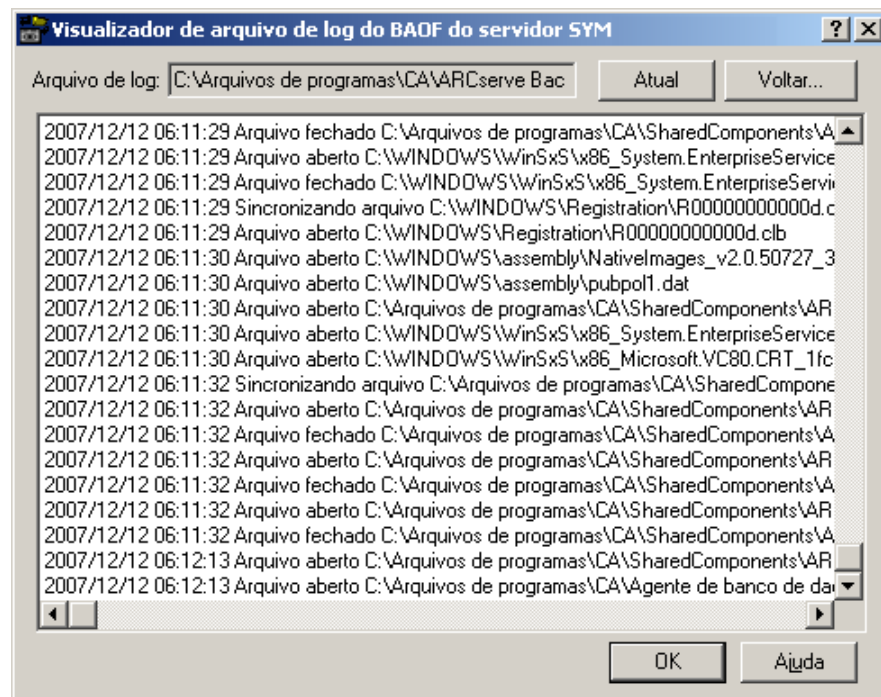 Visualizador de arquivo de log do BAOF do servidor SYM
Arquivo de log: C:\Arquivos de programas\CA\ARCserve Bac Atual Voltar...
2007/12/12 06:11:29 Arquivo fechado C:\Arquivos de programas\CA\SharedComponents\A
2007/12/12 06:11:29 Arquivo aberto C:\WINDOWS\WinSxS\x86_System.EnterpriseService
2007/12/12 06:11:29 Arquivo fechado C:\WINDOWS\WinSxS\x86_System.EnterpriseServi
2007/12/12 06:11:29 Sincronizando arquivo C:\WINDOWS\Registration\R00000000000d.c
2007/12/12 06:11:29 Arquivo aberto C:\WINDOWS\Registration\R00000000000d.clb
2007/12/12 06:11:30 Arquivo aberto C:\WINDOWS\assembly\NativeImages_v2.0.50727_3
2007/12/12 06:11:30 Arquivo aberto C:\WINDOWS\assembly\pubpol1.dat
2007/12/12 06:11:30 Arquivo aberto C:\Arquivos de programas\CA\SharedComponents\AR
2007/12/12 06:11:30 Arquivo aberto C:\WINDOWS\WinSxS\x86_System.EnterpriseService
2007/12/12 06:11:30 Arquivo aberto C:\WINDOWS\WinSxS\x86_Microsoft.VC80.CRT_1fc
2007/12/12 06:11:32 Sincronizando arquivo C:\Arquivos de programas\CA\SharedCompone
2007/12/12 06:11:32 Arquivo aberto C:\Arquivos de programas\CA\SharedComponents\AR
2007/12/12 06:11:32 Arquivo fechado C:\Arquivos de programas\CA\SharedComponents\A
2007/12/12 06:11:32 Arquivo aberto C:\Arquivos de programas\CA\SharedComponents\AR
2007/12/12 06:11:32 Arquivo fechado C:\Arquivos de programas\CA\SharedComponents\A
2007/12/12 06:11:32 Arquivo aberto C:\Arquivos de programas\CA\SharedComponents\AR
2007/12/12 06:11:32 Arquivo fechado C:\Arquivos de programas\CA\SharedComponents\A
2007/12/12 06:12:13 Arquivo aberto C:\Arquivos de programas\CA\SharedComponents\AR
2007/12/12 06:12:13 Arquivo aberto C:\Arquivos de programas\CA\Agente de banco de da
OK Ajuda